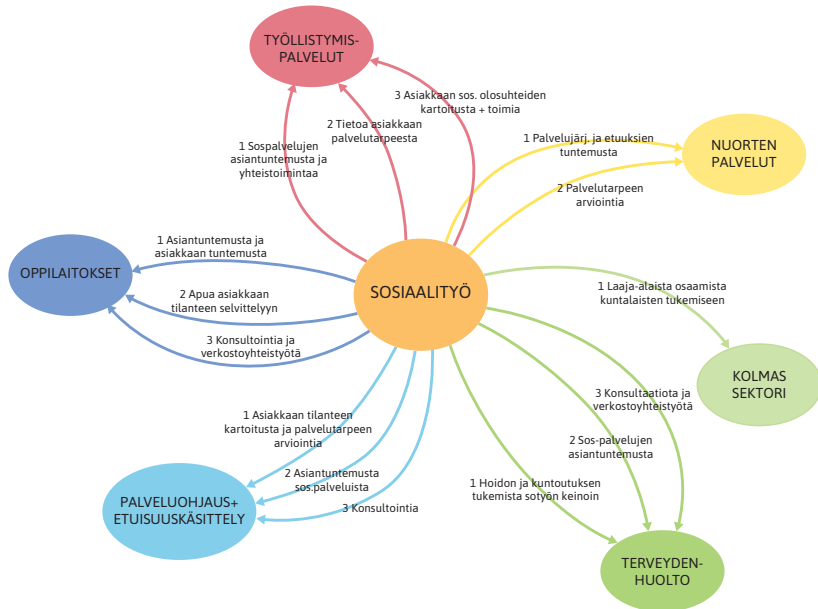 TYÖLLISTYMIS-
PALVELUT
3 Asiakkaan sos. olosuhteiden
kartoitusta + toimia
2 Tietoa asiakkaan
palvelutarpeesta
1 Sospalvelujen
asiantuntemusta ja
yhteistoimintaa
1 Palvelujärj. ja etuuksien
tuntemusta
NUORTEN
PALVELUT
2 Palvelutarpeen
arviointia
1 Asiantuntemusta ja
asiakkaan tuntemusta
OPPILAITOKSET
2 Apua asiakkaan
tilanteen selvittelyyn
3 Konsultointia ja
verkostoyhteistyötä
SOSIAALITYÖ
1 Laaja-alaista osaamista
kuntalaisten tukemiseen
KOLMAS
SEKTORI
3 Konsultaatiota ja
verkostoyhteistyötä
2 Sos-palvelujen
asiantuntemusta
1 Hoidon ja kuntoutuksen
tukemista sotyön keinoin
TERVEYDEN-
HUOLTO
1 Asiakkaan tilanteen
kartoitusta ja palvelutarpeen
arviointia
2 Asiantuntemusta
sos.palveluista
3 Konsultointia
PALVELUOHJAUS+
ETUISUUSKÄSITTELY